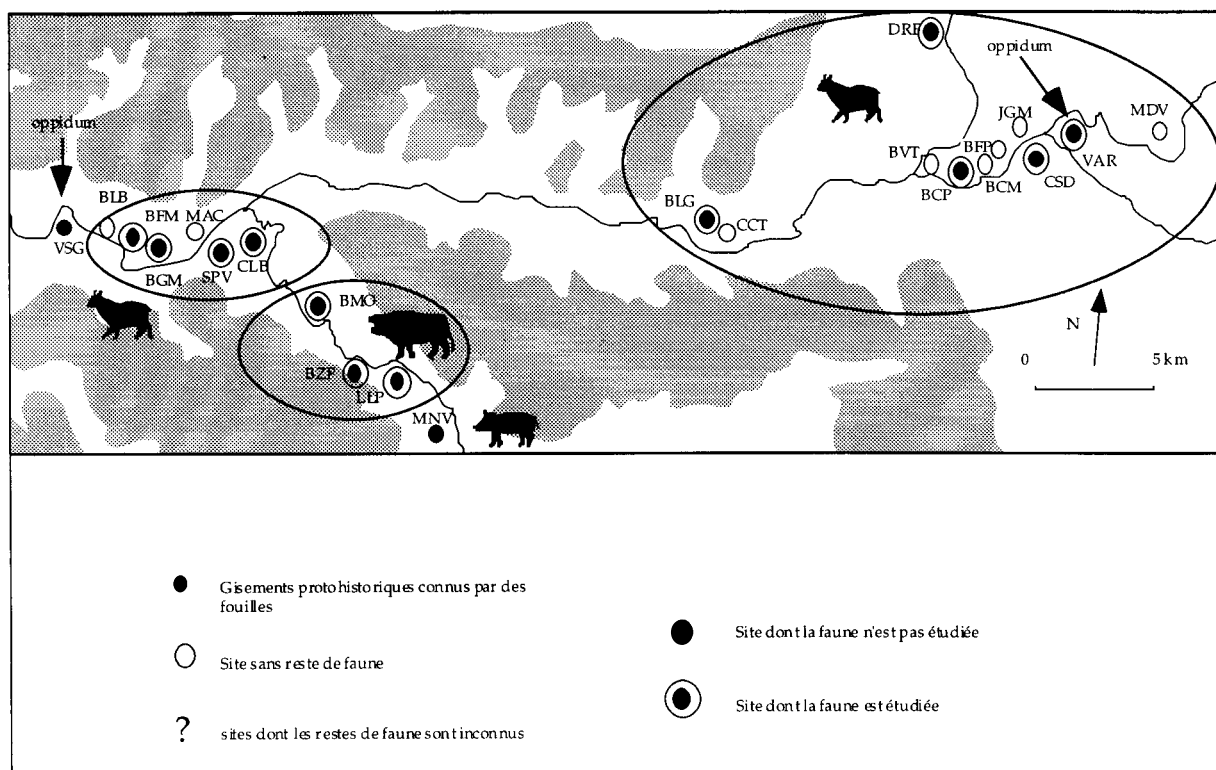 DRF
oppidum
JGM
MDV
oppidum
BVT
BFP
VAR
BCP
BCM
CSD
BLB
BFM
MAC
BLG
CCT
VSG
BGM
SPV
CLB
BMO
N
0
5 km
BZP
LLP
MNV
Gisements protohistoriques connus par des
fouilles
Site dont la faune n'est pas étudiée
Site sans reste de faune
Site dont la faune est étudiée
? sites dont les restes de faune sont inconnus